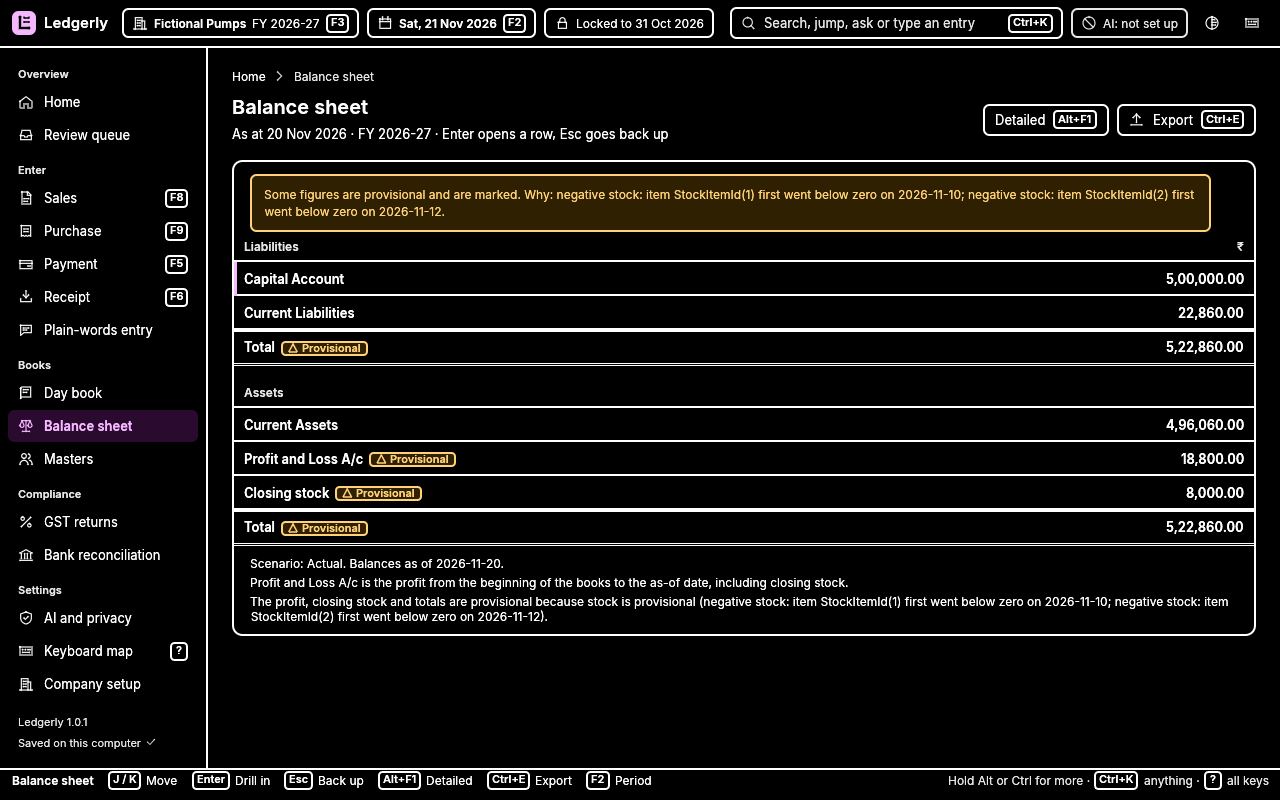 Ledgerly
Fictional Pumps FY 2026-27 F3
Sat, 21 Nov 2026 F2
Locked to 31 Oct 2026
Search, jump, ask or type an entry Ctrl+K
AI: not set up
Overview
Home
Review queue
Enter
Sales F8
Purchase F9
Payment F5
Receipt F6
Plain-words entry
Books
Day book
Balance sheet
Masters
Compliance
GST returns
Bank reconciliation
Settings
AI and privacy
Keyboard map ?
Company setup
Ledgerly 1.0.1
Saved on this computer
Home Balance sheet
Balance sheet
As at 20 Nov 2026 · FY 2026-27 · Enter opens a row, Esc goes back up
Detailed Alt+F1
Export Ctrl+E
Some figures are provisional and are marked. Why: negative stock: item StockItemId(1) first went below zero on 2026-11-10; negative stock: item StockItemId(2) first
went below zero on 2026-11-12.
Liabilities ₹
Capital Account 5,00,000.00
Current Liabilities 22,860.00
Total Provisional 5,22,860.00
Assets
Current Assets 4,96,060.00
Profit and Loss A/c Provisional 18,800.00
Closing stock Provisional 8,000.00
Total Provisional 5,22,860.00
Scenario: Actual. Balances as of 2026-11-20.
Profit and Loss A/c is the profit from the beginning of the books to the as-of date, including closing stock.
The profit, closing stock and totals are provisional because stock is provisional (negative stock: item StockItemId(1) first went below zero on 2026-11-10; negative stock: item
StockItemId(2) first went below zero on 2026-11-12).
Balance sheet J / K Move Enter Drill in Esc Back up Alt+F1 Detailed Ctrl+E Export F2 Period
Hold Alt or Ctrl for more · Ctrl+K anything · ? all keys